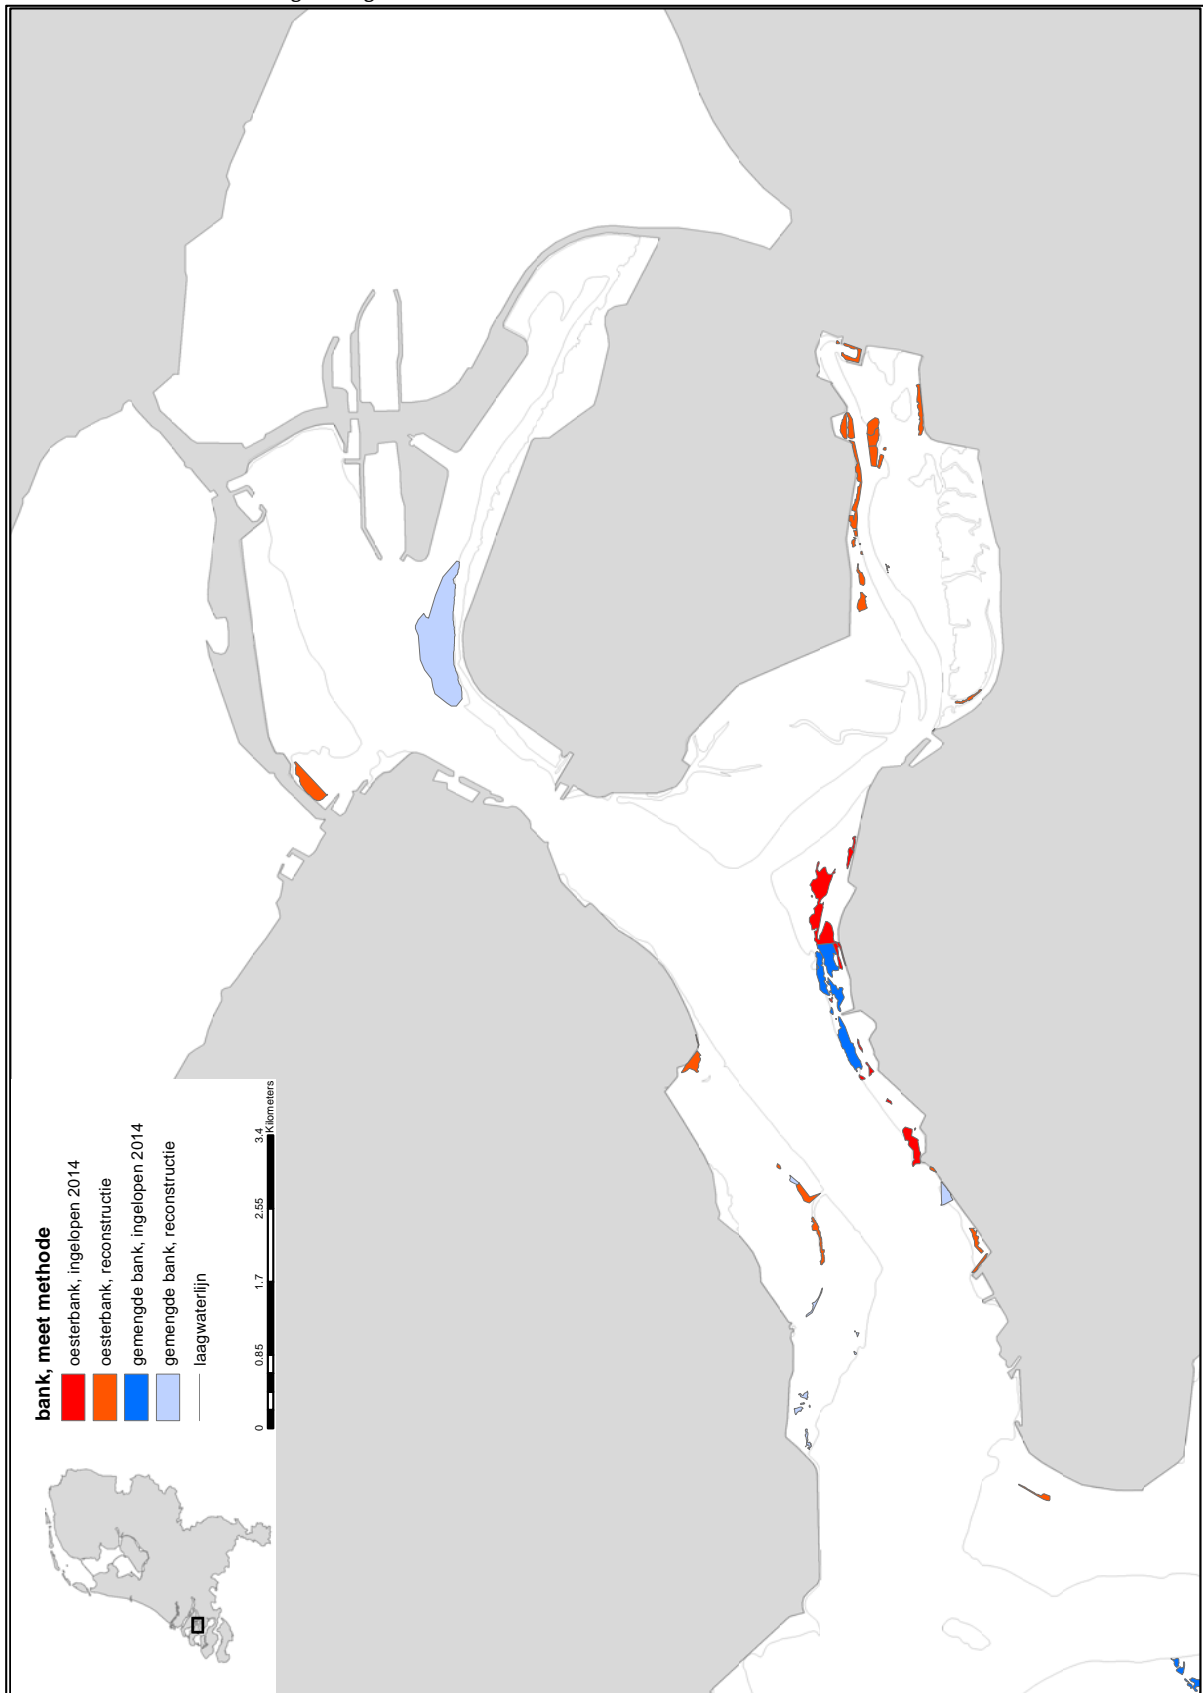 bank, meet methode
oesterbank, ingelopen 2014
oesterbank, reconstructie
gemengde bank, ingelopen 2014
gemengde bank, reconstructie
laagwaterlijn
0 0.85 1.7 2.55 3.4
Kilometers